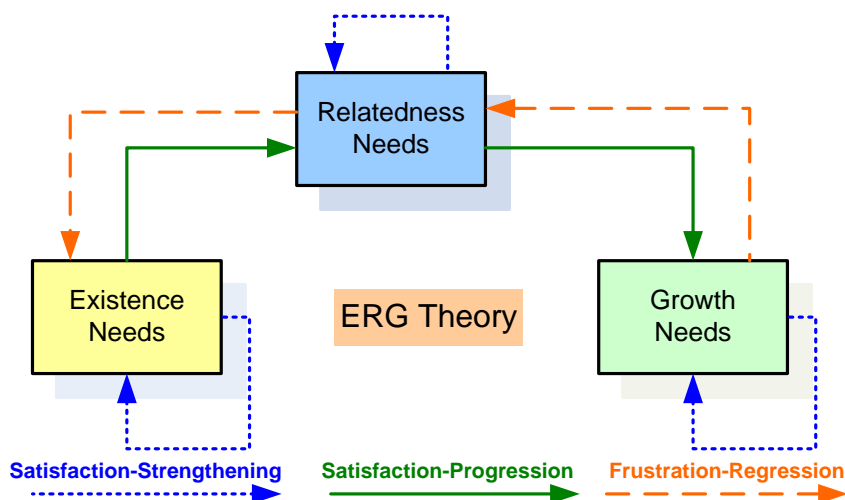 Relatedness
Needs
Existence
Needs
ERG Theory
Growth
Needs
Satisfaction-Strengthening
Satisfaction-Progression
Frustration-Regression